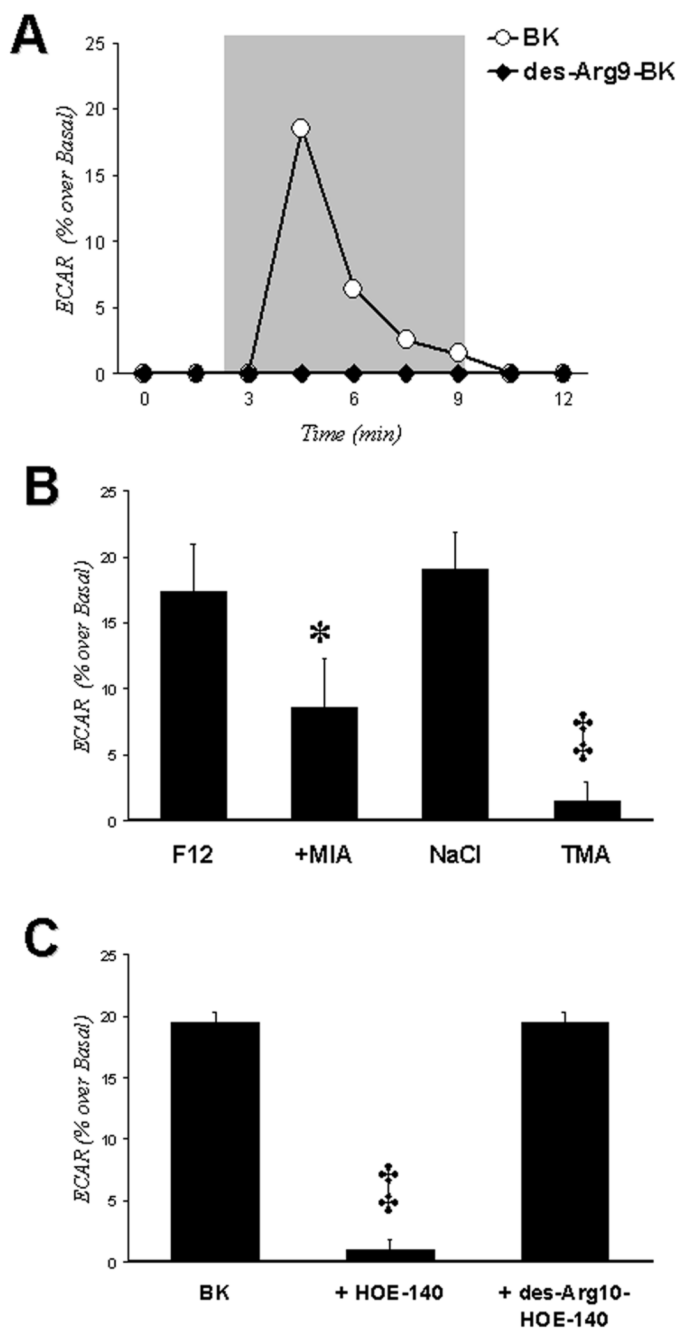 A
BK
des-Arg9-BK
ECAR (% over Basal)
25
20
15
10
5
0
0 3 6 9 12
Time (min)
B
ECAR (% over Basal)
25
20
15
10
5
0
*
‡
F12 +MIA NaCl TMA
C
ECAR (% over Basal)
25
20
15
10
5
0
‡
BK + HOE-140 + des-Arg10-
HOE-140